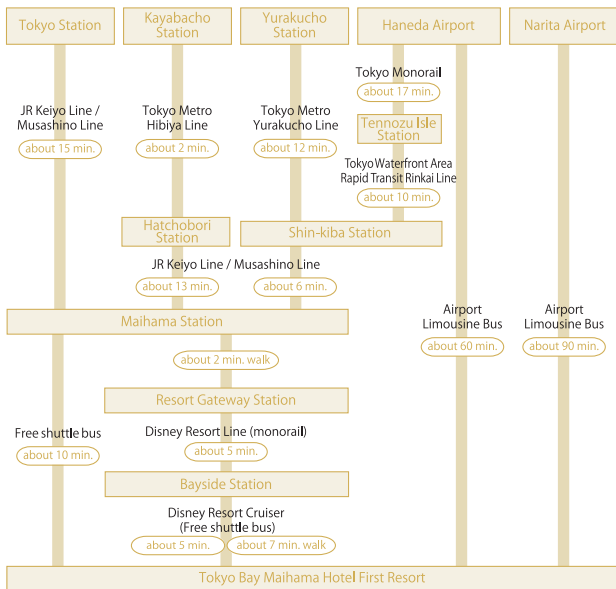 Tokyo Station
Kayabacho
Station
Yurakucho
Station
Haneda Airport
Narita Airport
Tokyo Monorail
about 17 min.
JR Keiyo Line /
Musashino Line
about 15 min.
Tokyo Metro
Hibiya Line
about 2 min.
Tokyo Metro
Yurakucho Line
about 12 min.
Tennozu Isle
Station
Tokyo Waterfront Area
Rapid Transit Rinkai Line
about 10 min.
Hatchobori
Station
Shin-kiba Station
JR Keiyo Line / Musashino Line
about 13 min.
about 6 min.
Maihama Station
Airport
Limousine Bus
about 60 min.
Airport
Limousine Bus
about 90 min.
about 2 min. walk
Resort Gateway Station
Free shuttle bus
about 10 min.
Disney Resort Line (monorail)
about 5 min.
Bayside Station
Disney Resort Cruiser
(Free shuttle bus)
about 5 min.
about 7 min. walk
Tokyo Bay Maihama Hotel First Resort